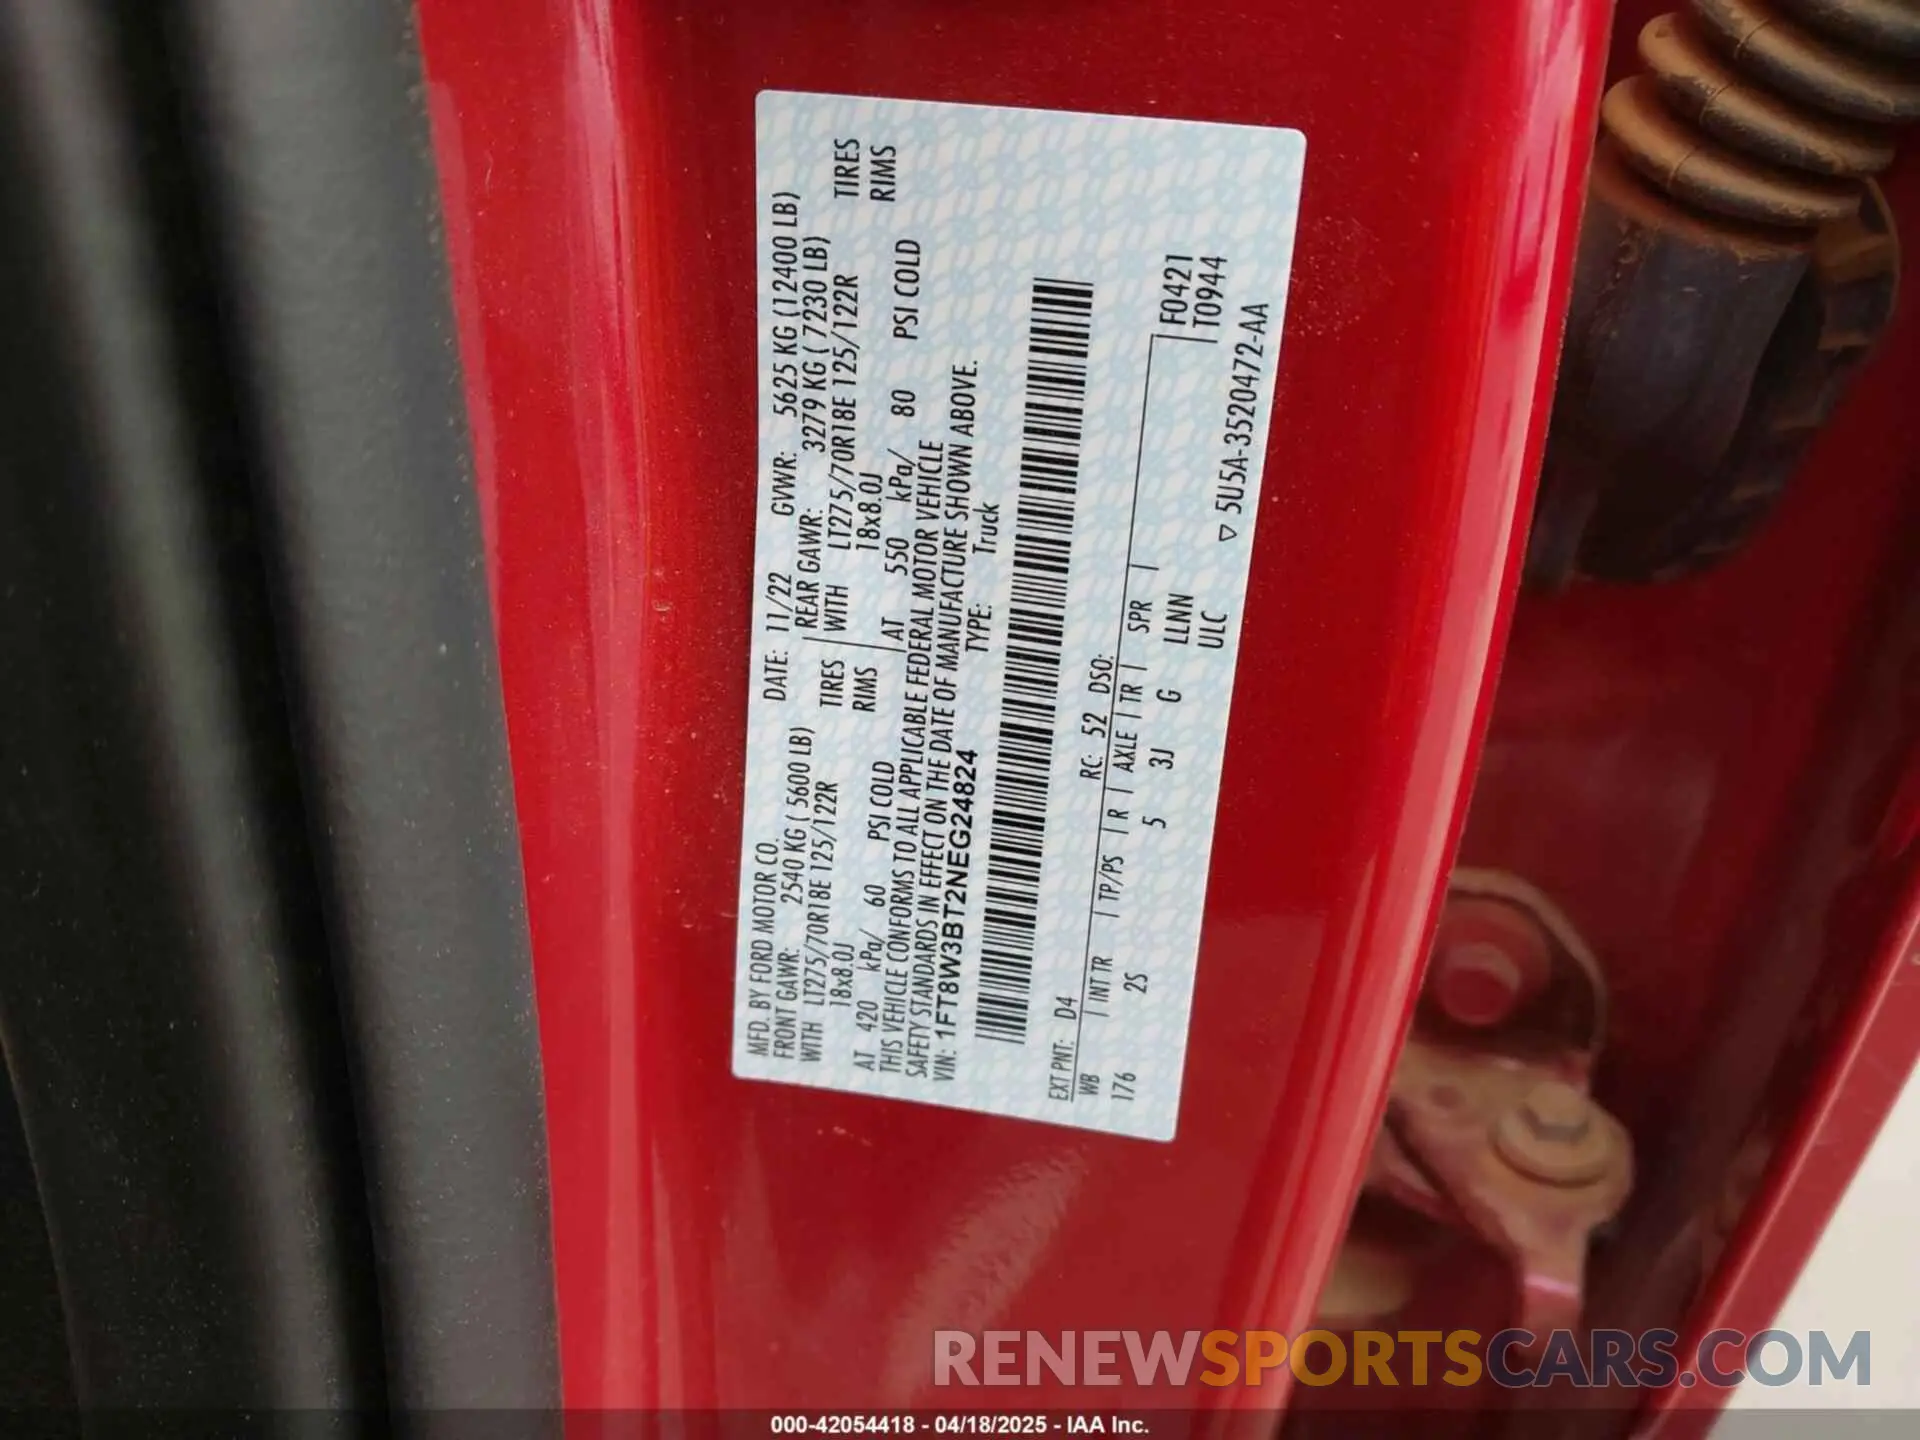 MFD. BY FORD MOTOR CO. DATE: 11/22 GVWR: 5625 KG (12400 LB)
FRONT GAWR: 2540 KG ( 5600 LB) REAR GAWR: 3279 KG ( 7230 LB)
WITH LT275/70R18E 125/122R TIRES WITH LT275/70R18E 125/122R TIRES
18x8.0J RIMS 18x8.0J RIMS
AT 420 kPa/ 60 PSI COLD AT 550 kPa/ 80 PSI COLD
THIS VEHICLE CONFORMS TO ALL APPLICABLE FEDERAL MOTOR VEHICLE
SAFETY STANDARDS IN EFFECT ON THE DATE OF MANUFACTURE SHOWN ABOVE.
VIN: 1FT8W3BT2NEG24824 TYPE: Truck
EXT PNT: D4 RC: 52 DSO:
WB | INT TR | TP/PS | R | AXLE | TR | SPR |
176 2S 5 3J G LLNN F0421
ULC T0944
▽ 5U5A-3520472-AA
RENEWSPORTSCARS.COM
000-42054418 - 04/18/2025 - IAA Inc.